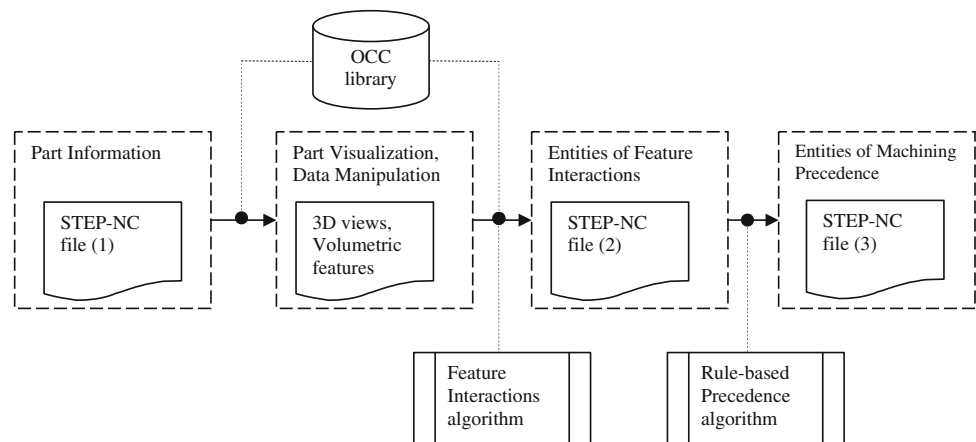 OCC
library
Part Information
STEP-NC
file (1)
Part Visualization,
Data Manipulation
3D views,
Volumetric
features
Entities of Feature
Interactions
STEP-NC
file (2)
Entities of Machining
Precedence
STEP-NC
file (3)
Feature
Interactions
algorithm
Rule-based
Precedence
algorithm